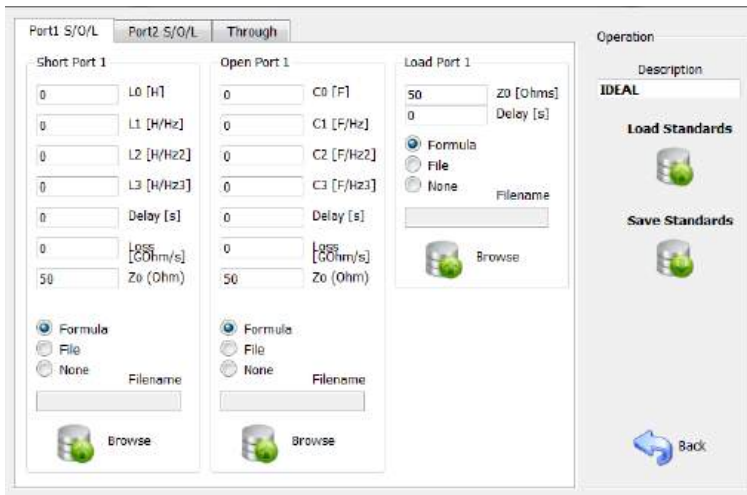 Port1 S/O/L
Port2 S/O/L
Through
Short Port 1
0 L0 [H]
0 L1 [H/Hz]
0 L2 [H/Hz2]
0 L3 [H/Hz3]
0 Delay [s]
0 Loss [GOhm/s]
50 Zo (Ohm)
Formula
File
None
Filename
Browse
Open Port 1
0 C0 [F]
0 C1 [F/Hz]
0 C2 [F/Hz2]
0 C3 [F/Hz3]
0 Delay [s]
0 Loss [GOhm/s]
50 Zo (Ohm)
Formula
File
None
Filename
Browse
Load Port 1
50 Z0 [Ohms]
0 Delay [s]
Formula
File
None
Filename
Browse
Operation
Description
IDEAL
Load Standards
Save Standards
Back